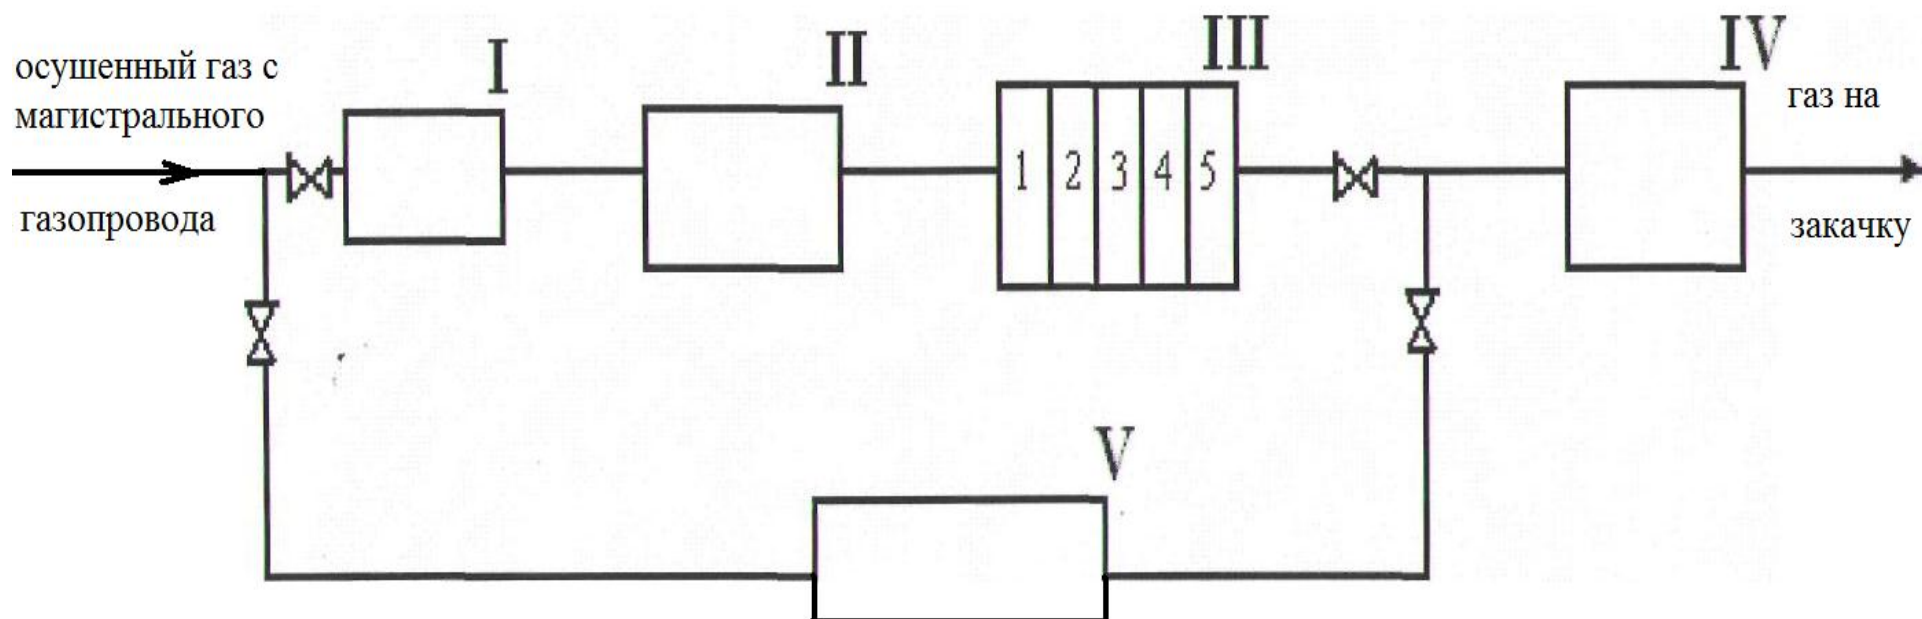 осушенный газ с
магистрального
газопровода
I
II
III
1 2 3 4 5
IV
газ на
закачку
V